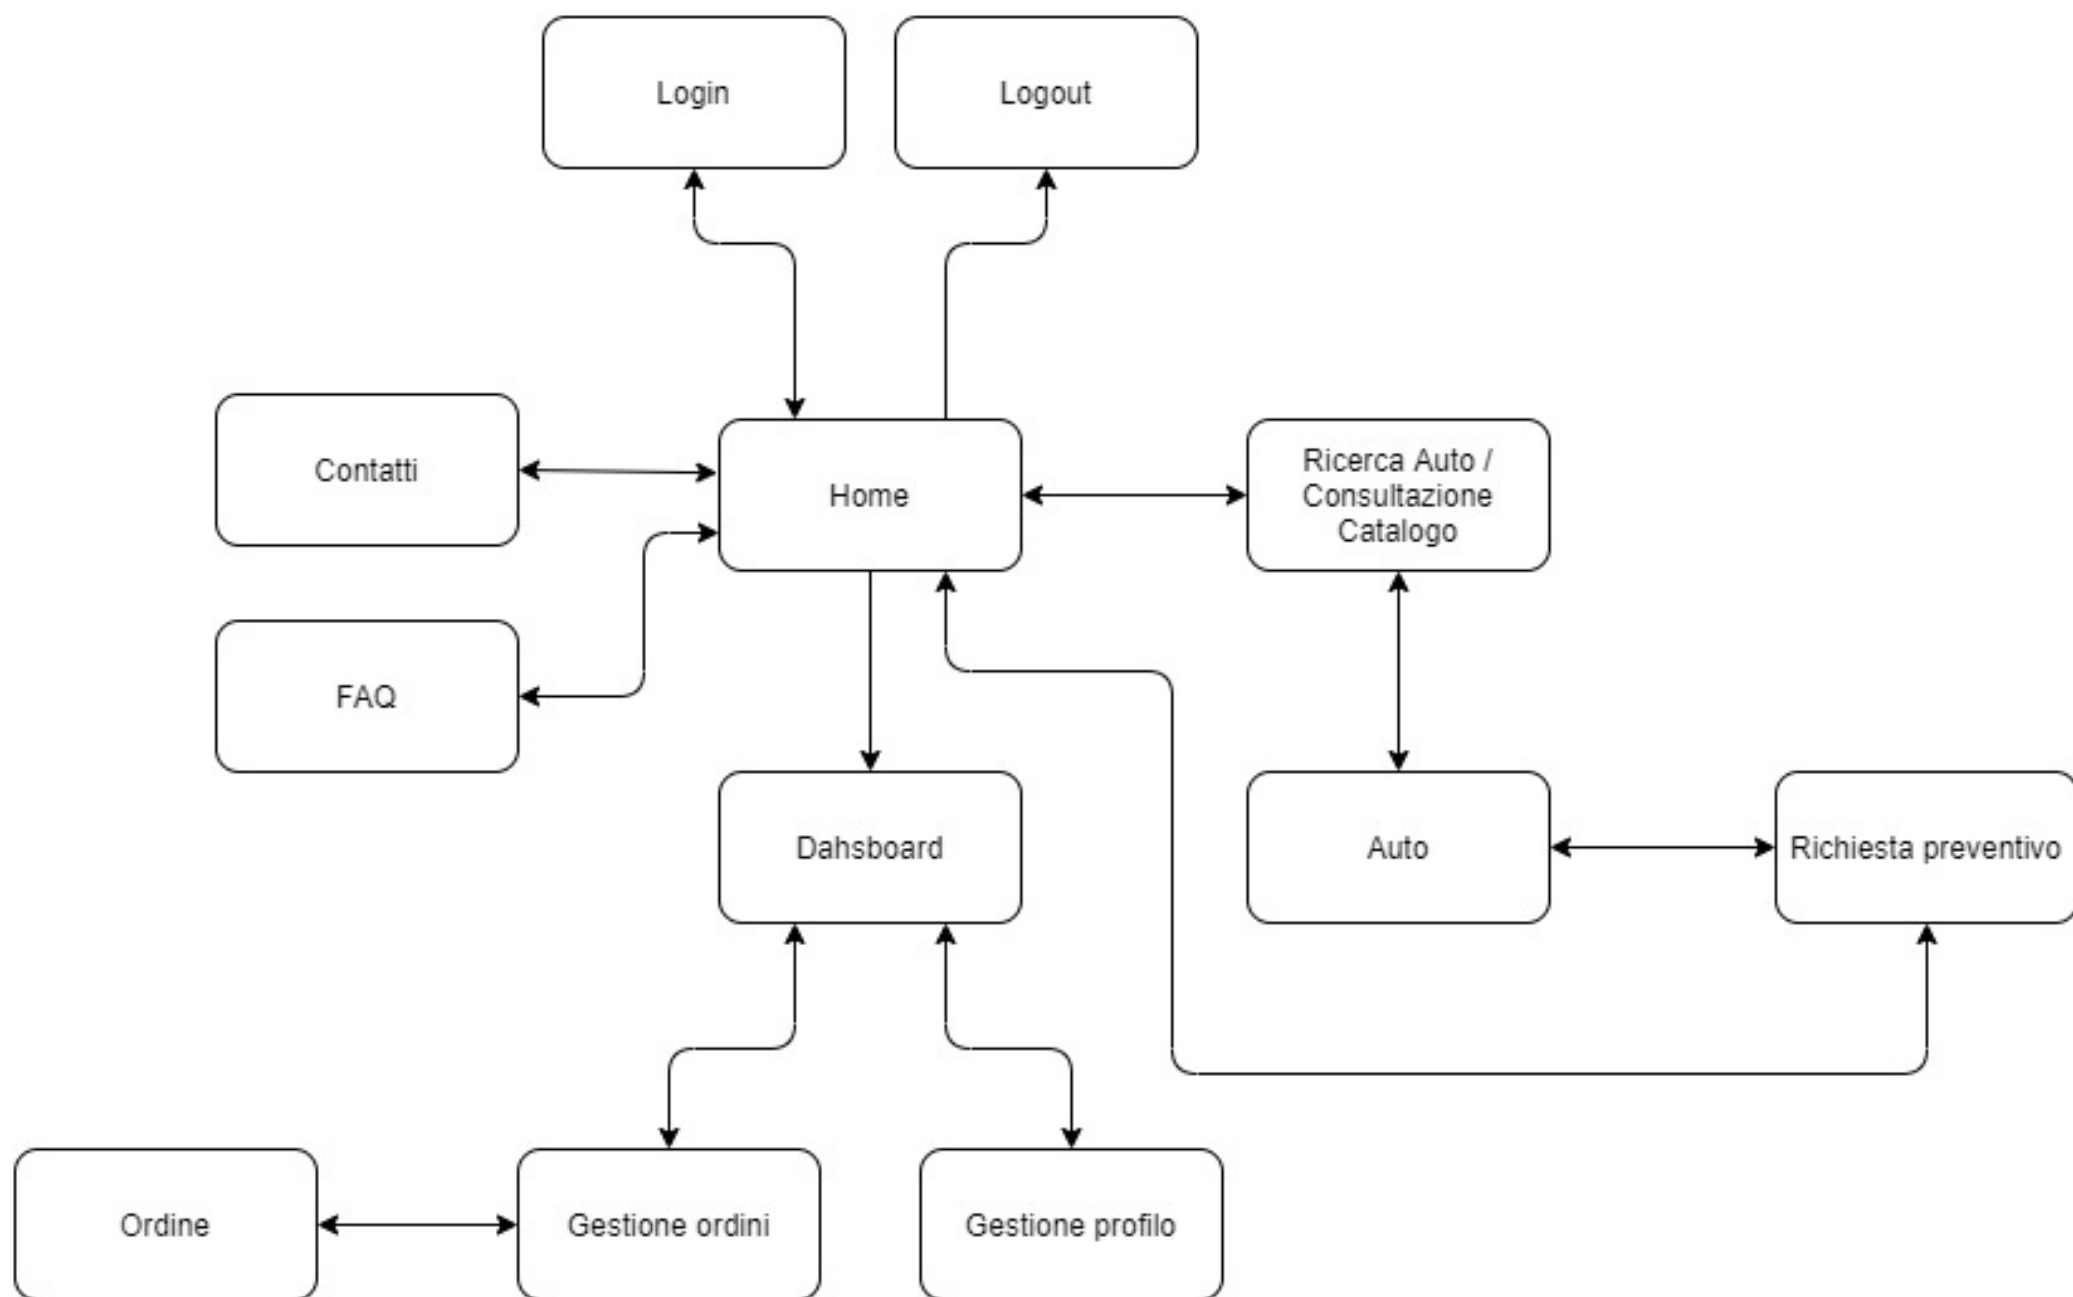 Login
Logout
Contatti
Home
Ricerca Auto /
Consultazione
Catalogo
FAQ
Dahsboard
Auto
Richiesta preventivo
Ordine
Gestione ordini
Gestione profilo